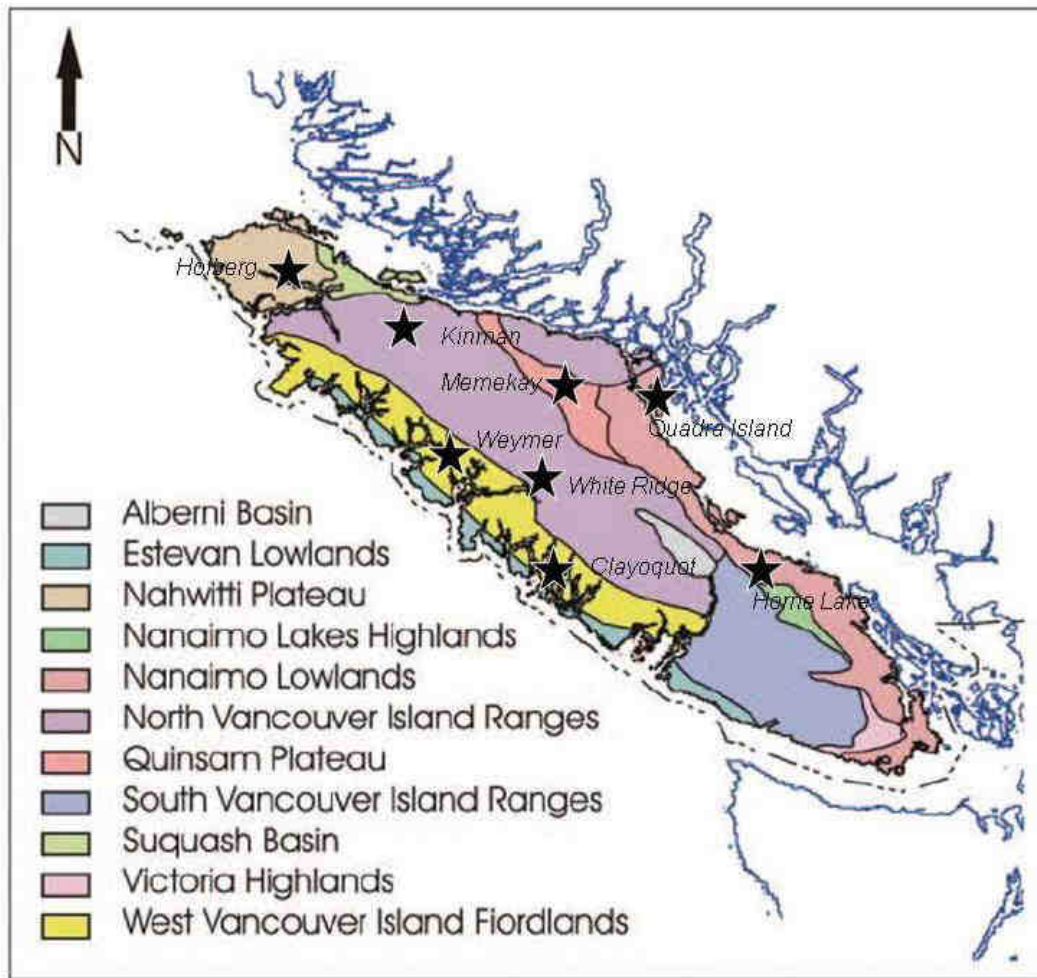 N
Holberg
Kinman
Memekay
Quadra Island
Weymer
White Ridge
Clayoquot
Horne Lake
Alberni Basin
Estevan Lowlands
Nahwitti Plateau
Nanaimo Lakes Highlands
Nanaimo Lowlands
North Vancouver Island Ranges
Quinsam Plateau
South Vancouver Island Ranges
Suquash Basin
Victoria Highlands
West Vancouver Island Fiordlands